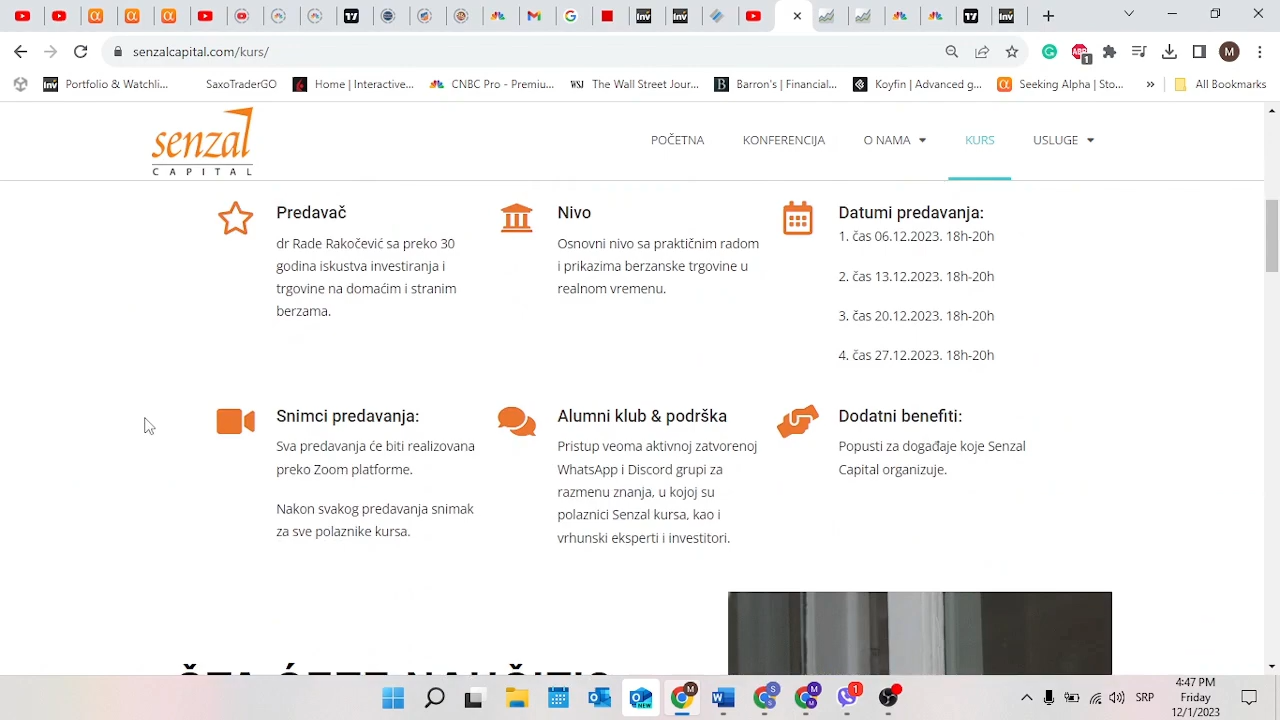 senzalcapital.com/kurs/
M
1
Portfolio & Watchli...
SaxoTraderGO
Home | Interactive...
CNBC Pro - Premiu...
The Wall Street Jour...
Barron's | Financial...
Koyfin | Advanced g...
Seeking Alpha | Sto...
»
All Bookmarks
senzal
CAPITAL
POČETNA
KONFERENCIJA
O NAMA
KURS
USLUGE
Predavač
dr Rade Rakočević sa preko 30
godina iskustva investiranja i
trgovine na domaćim i stranim
berzama.
Nivo
Osnovni nivo sa praktičnim radom
i prikazima berzanske trgovine u
realnom vremenu.
Datumi predavanja:
1. čas 06.12.2023. 18h-20h
2. čas 13.12.2023. 18h-20h
3. čas 20.12.2023. 18h-20h
4. čas 27.12.2023. 18h-20h
Snimci predavanja:
Sva predavanja će biti realizovana
preko Zoom platforme.
Nakon svakog predavanja snimak
za sve polaznike kursa.
Alumni klub & podrška
Pristup veoma aktivnoj zatvorenoj
WhatsApp i Discord grupi za
razmenu znanja, u kojoj su
polaznici Senzal kursa, kao i
vrhunski eksperti i investitori.
Dodatni benefiti:
Popusti za događaje koje Senzal
Capital organizuje.
ŠTA ĆETE NAUČITI?
SRP
4:47 PM
Friday
12/1/2023